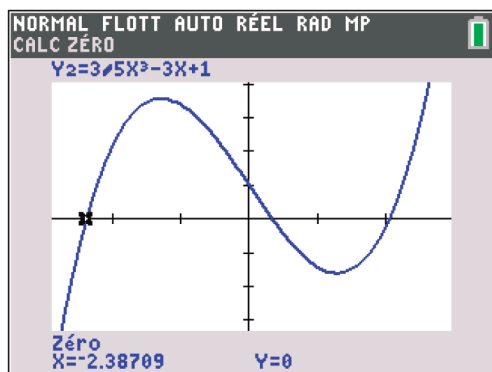 NORMAL FLOTT AUTO RÉEL RAD MP
CALC ZÉRO
Y2=3/5X³-3X+1
Zéro
X=-2.38709 Y=0